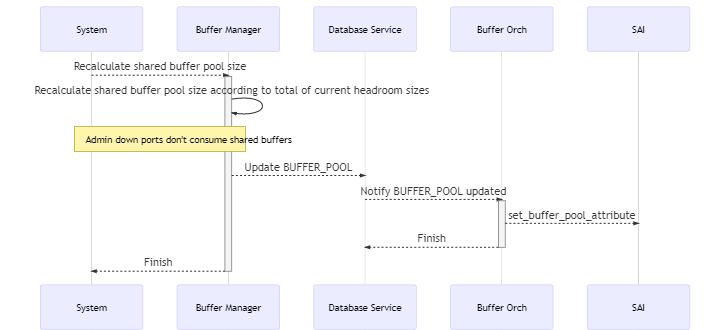 System
Buffer Manager
Database Service
Buffer Orch
SAI
Recalculate shared buffer pool size
Recalculate shared buffer pool size according to total of current headroom sizes
Admin down ports don't consume shared buffers
Update BUFFER_POOL
Notify BUFFER_POOL updated
set_buffer_pool_attribute
Finish
Finish
System
Buffer Manager
Database Service
Buffer Orch
SAI